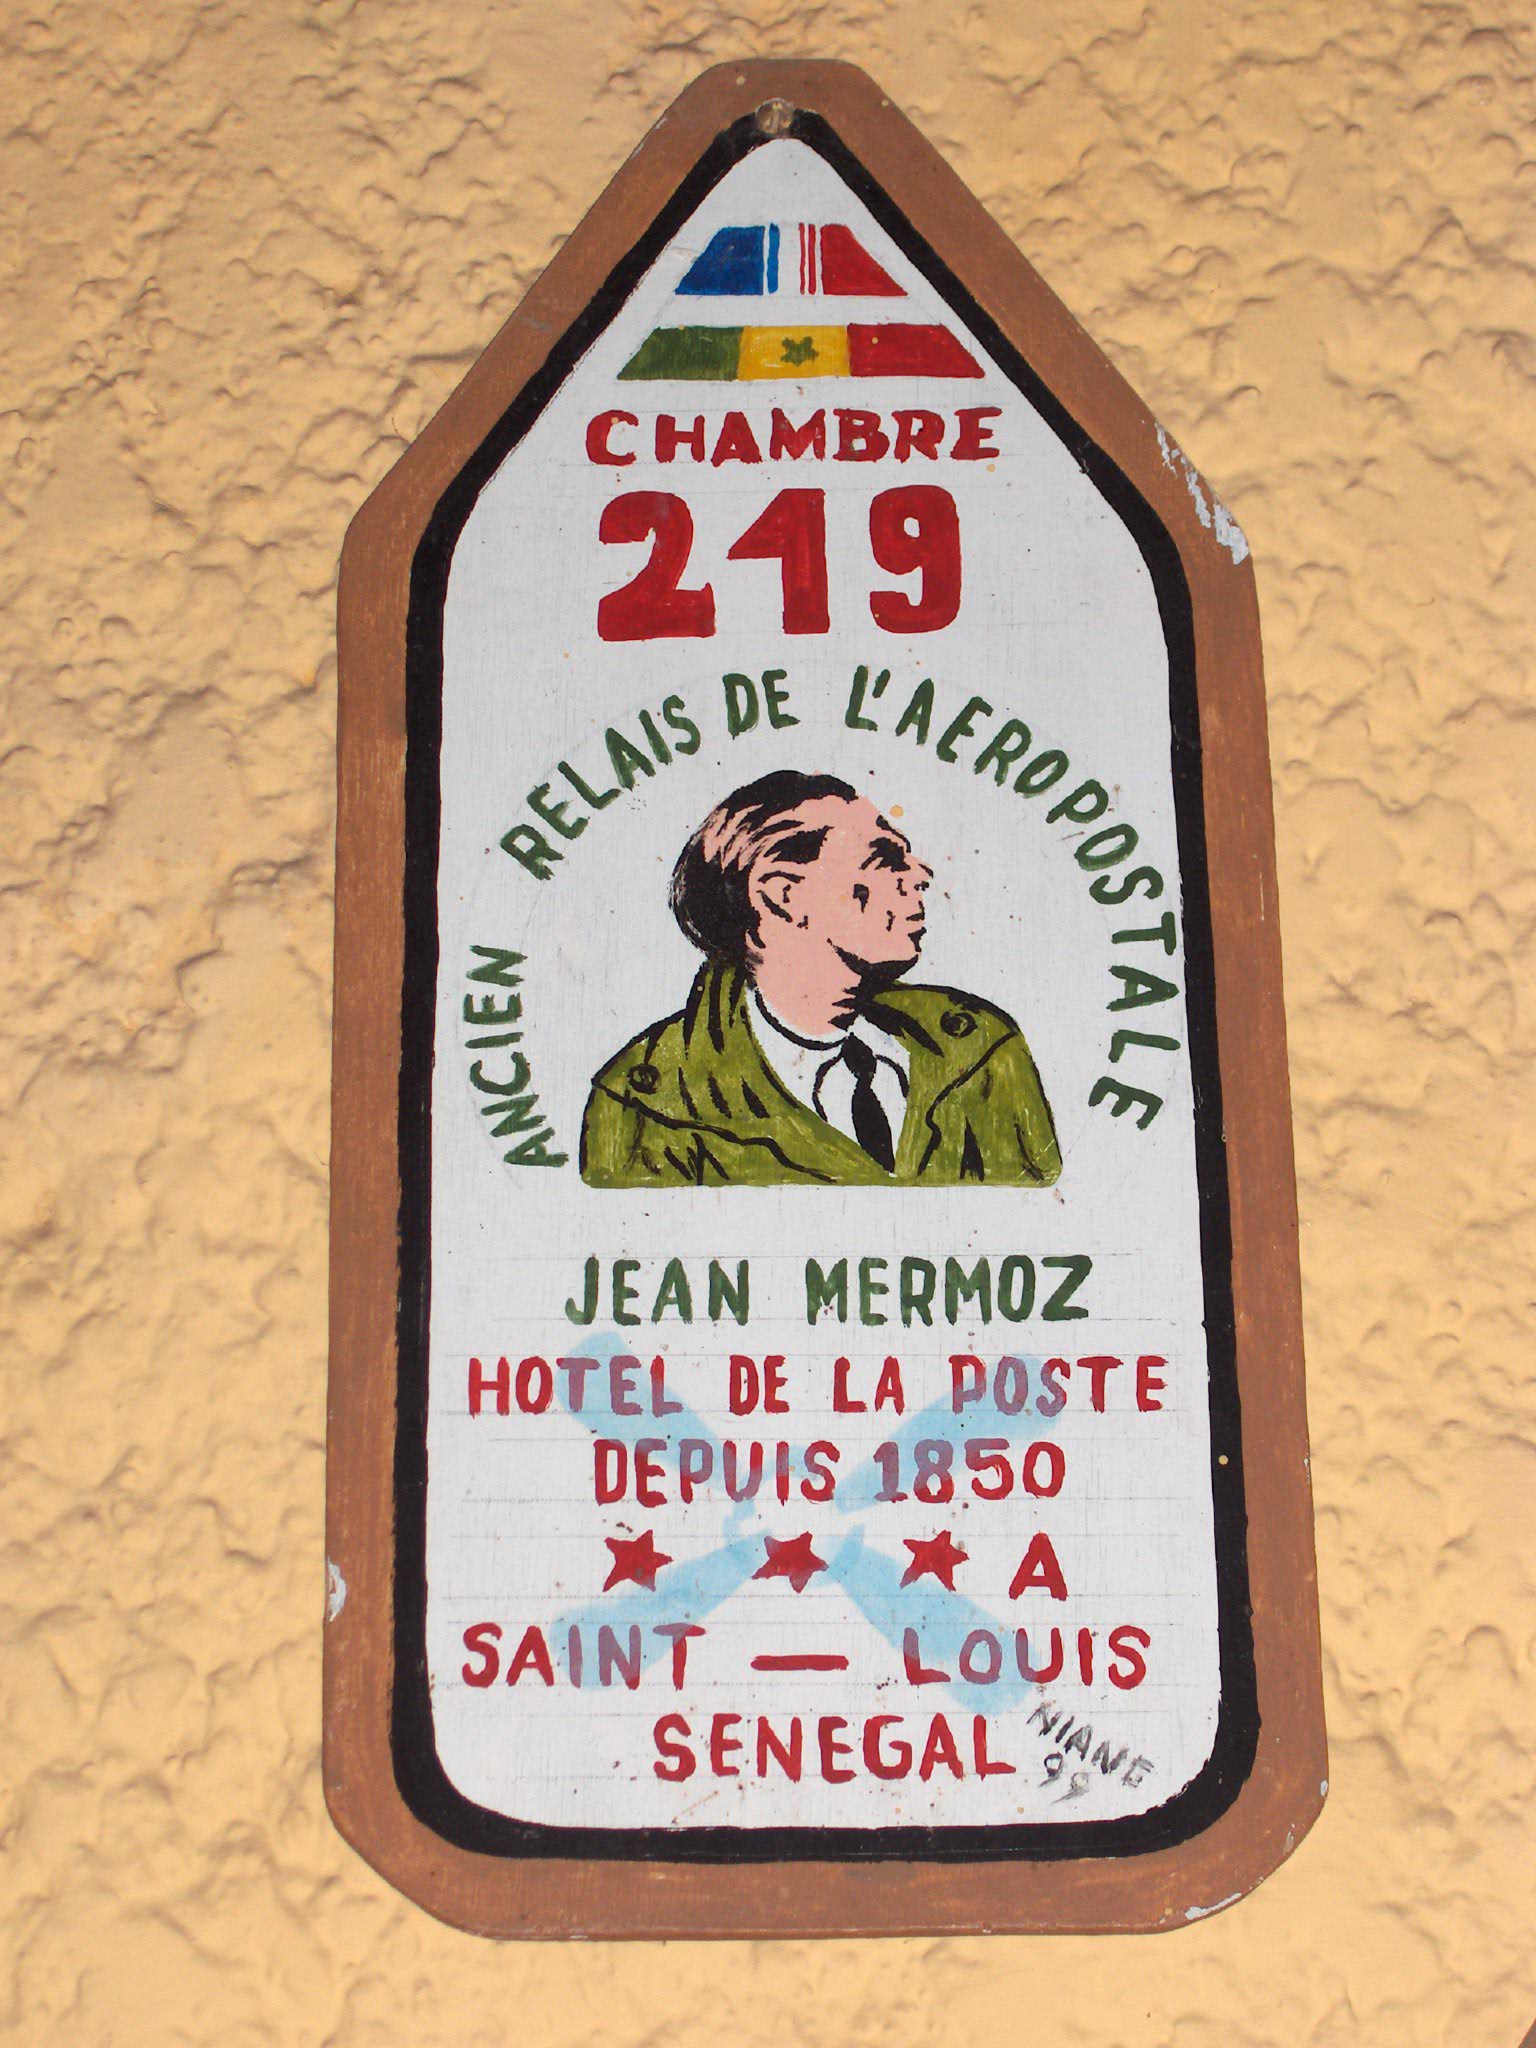 CHAMBRE
219
ANCIEN RELAIS DE L'AEROPOSTALE
JEAN MERMOZ
HOTEL DE LA POSTE
DEPUIS 1850
★ ★ ★ A
SAINT — LOUIS
SENEGAL
NIANE
99